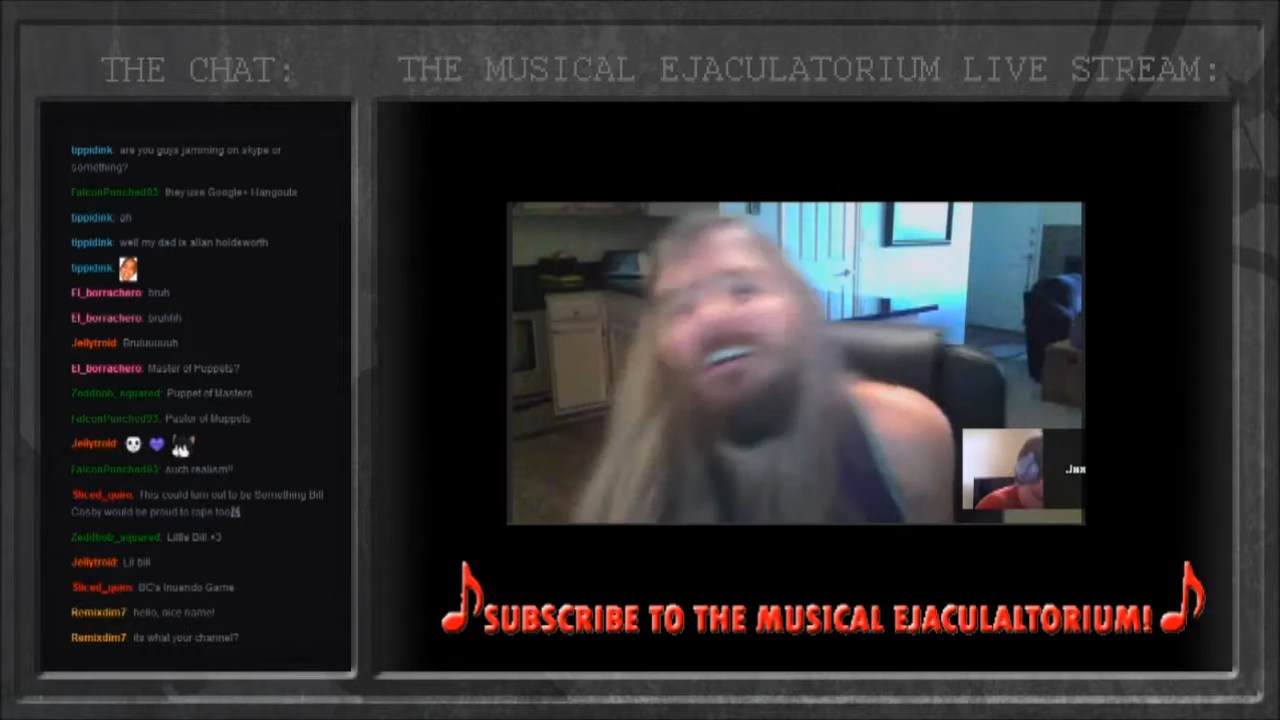 THE CHAT:
THE MUSICAL EJACULATORIUM LIVE STREAM:
tippidink: are you guys jamming on skype or
something?
FalconPunched93: they use Google+ Hangouts
tippidink: ah
tippidink: well my dad is allan holdsworth
tippidink:
El_borrachero: bruh
El_borrachero: bruhhh
Jellytroid: Bruuuuuuh
El_borrachero: Master of Puppets?
Zeddbob_squared: Puppet of Masters
FalconPunched93: Pastor of Muppets
Jellytroid:
FalconPunched93: such realism!!
Sliced_quim: This could turn out to be Something Bill
Cosby would be proud to rape too
Zeddbob_squared: Little Bill <3
Jellytroid: Lil bill
Sliced_quim: BC's Inuendo Game
Remixdim7: hello, nice name!
Remixdim7: its what your channel?
Jax
SUBSCRIBE TO THE MUSICAL EJACULALTORIUM!